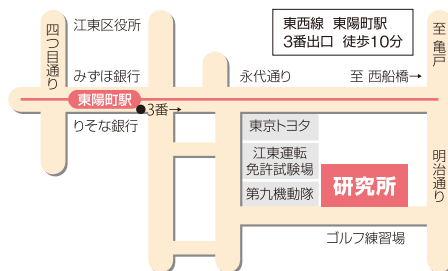 四つ目通り
江東区役所
東西線 東陽町駅
3番出口 徒歩10分
至 亀戸
みずほ銀行
永代通り
至 西船橋→
東陽町駅
3番→
りそな銀行
東京トヨタ
江東運転
免許試験場
第九機動隊
研究所
明治通り
ゴルフ練習場